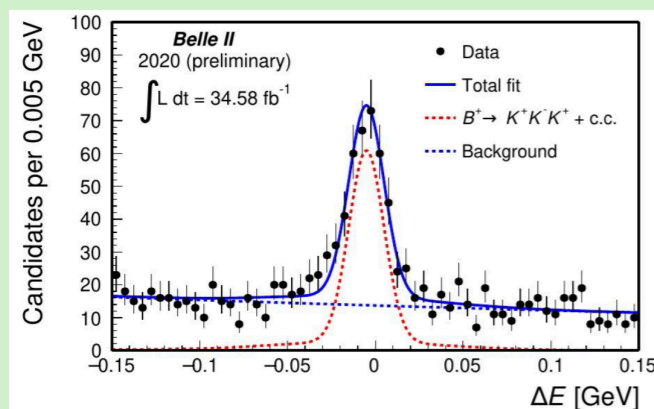 Candidates per 0.005 GeV
100
90
80
70
60
50
40
30
20
10
0
Belle II
2020 (preliminary)
∫ L dt = 34.58 fb⁻¹
Data
Total fit
B⁺→ K⁺K⁻K⁺ + c.c.
Background
−0.15 −0.1 −0.05 0 0.05 0.1 0.15
ΔE [GeV]